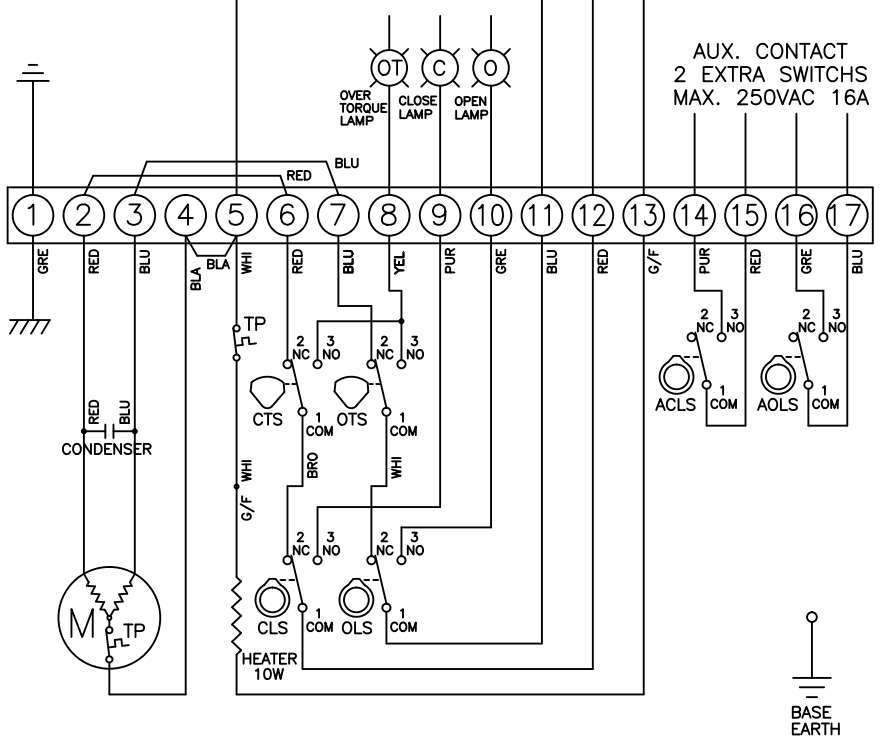 AUX. CONTACT
2 EXTRA SWITCHS
MAX. 250VAC 16A
OT
C
O
OVER
TORQUE
LAMP
CLOSE
LAMP
OPEN
LAMP
BLU
RED
1
2
3
4
5
6
7
8
9
10
11
12
13
14
15
16
17
GRE
RED
BLU
BLA
BLA
WHI
RED
BLU
YEL
PUR
GRE
BLU
RED
G/F
PUR
RED
GRE
BLU
TP
2
NC
3
NO
2
NC
3
NO
2
NC
3
NO
2
NC
3
NO
CTS
1
COM
OTS
1
COM
ACLS
1
COM
AOLS
1
COM
RED
BLU
CONDENSER
WHI
G/F
BRO
WHI
2
NC
3
NO
2
NC
3
NO
M
TP
CLS
1
COM
OLS
1
COM
HEATER
10W
BASE
EARTH